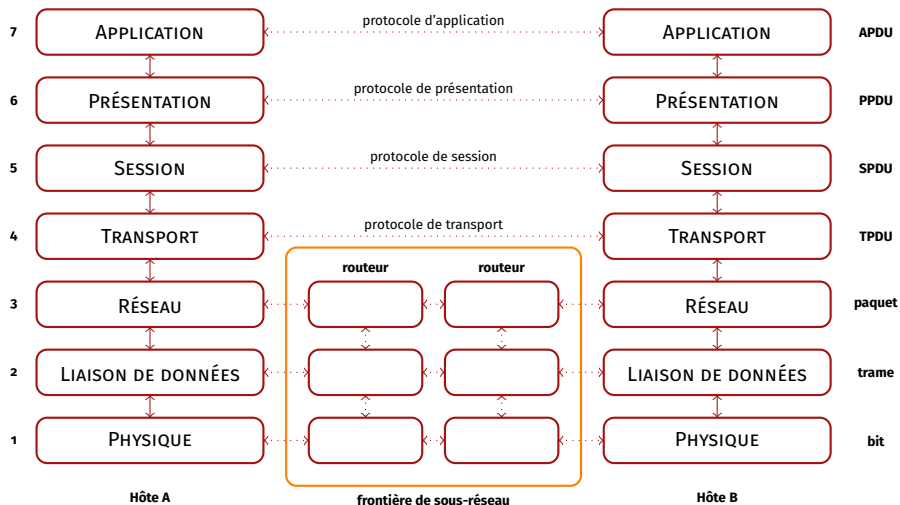 7 APPLICATION protocole d'application APPLICATION APDU
6 PRÉSENTATION protocole de présentation PRÉSENTATION PPDU
5 SESSION protocole de session SESSION SPDU
4 TRANSPORT protocole de transport TRANSPORT TPDU
routeur routeur
3 RÉSEAU RÉSEAU paquet
2 LIAISON DE DONNÉES LIAISON DE DONNÉES trame
1 PHYSIQUE PHYSIQUE bit
Hôte A frontière de sous-réseau Hôte B